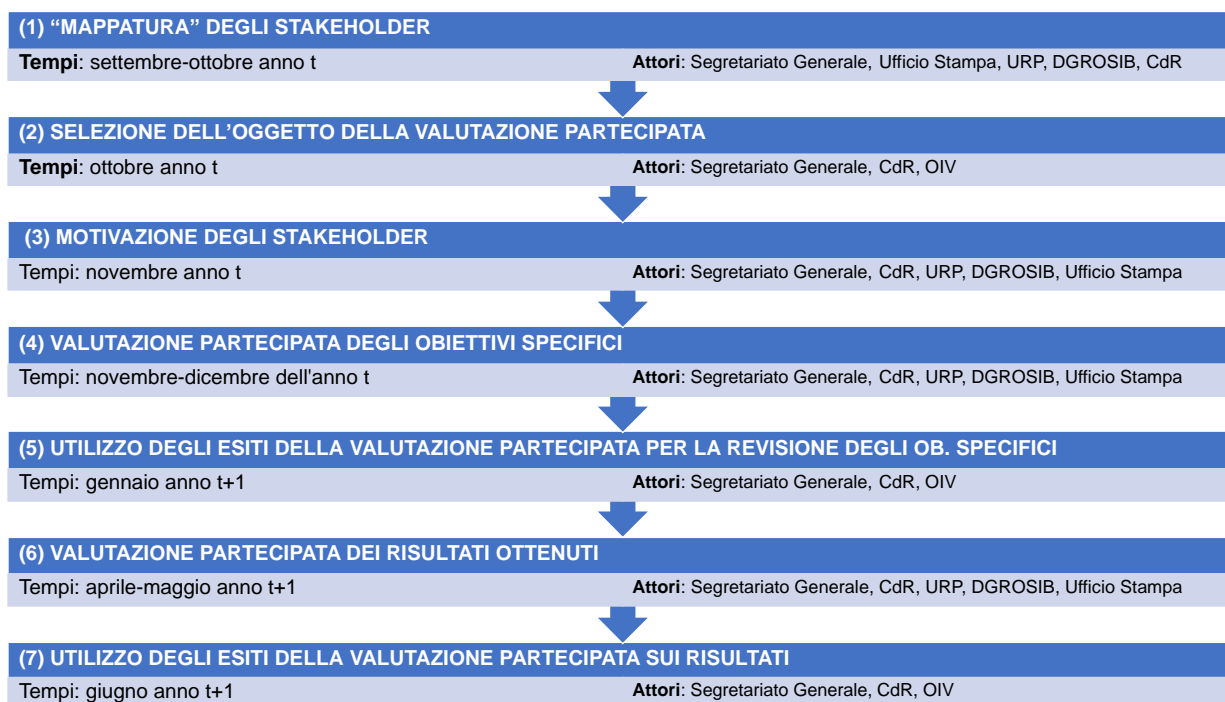 (1) “MAPPATURA” DEGLI STAKEHOLDER
Tempi: settembre-ottobre anno t Attori: Segretariato Generale, Ufficio Stampa, URP, DGROSIB, CdR
(2) SELEZIONE DELL’OGGETTO DELLA VALUTAZIONE PARTECIPATA
Tempi: ottobre anno t Attori: Segretariato Generale, CdR, OIV
(3) MOTIVAZIONE DEGLI STAKEHOLDER
Tempi: novembre anno t Attori: Segretariato Generale, CdR, URP, DGROSIB, Ufficio Stampa
(4) VALUTAZIONE PARTECIPATA DEGLI OBIETTIVI SPECIFICI
Tempi: novembre-dicembre dell'anno t Attori: Segretariato Generale, CdR, URP, DGROSIB, Ufficio Stampa
(5) UTILIZZO DEGLI ESITI DELLA VALUTAZIONE PARTECIPATA PER LA REVISIONE DEGLI OB. SPECIFICI
Tempi: gennaio anno t+1 Attori: Segretariato Generale, CdR, OIV
(6) VALUTAZIONE PARTECIPATA DEI RISULTATI OTTENUTI
Tempi: aprile-maggio anno t+1 Attori: Segretariato Generale, CdR, URP, DGROSIB, Ufficio Stampa
(7) UTILIZZO DEGLI ESITI DELLA VALUTAZIONE PARTECIPATA SUI RISULTATI
Tempi: giugno anno t+1 Attori: Segretariato Generale, CdR, OIV